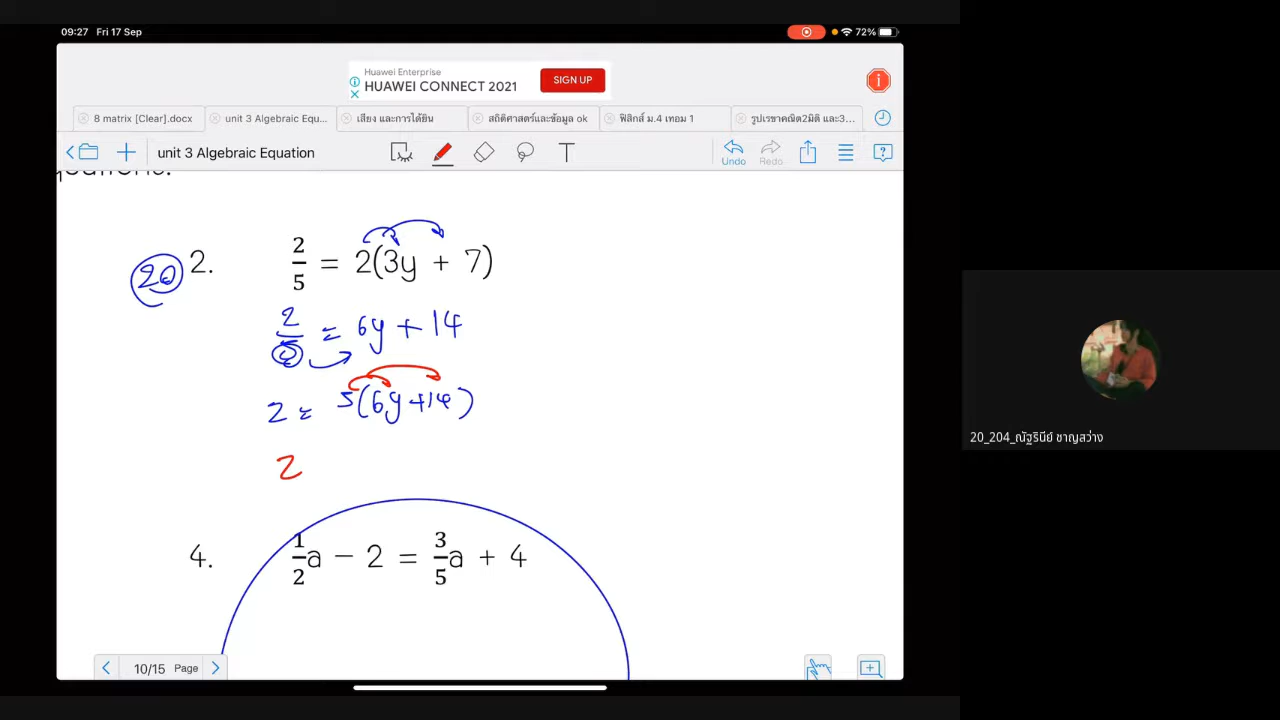 09:27 Fri 17 Sep
72%
Huawei Enterprise
HUAWEI CONNECT 2021
SIGN UP
8 matrix [Clear].docx
unit 3 Algebraic Equ...
เสียง และการได้ยิน
สถิติศาสตร์และข้อมูล ok
ฟิสิกส์ ม.4 เทอม 1
รูปเรขาคณิต2มิติ และ3...
unit 3 Algebraic Equation
T
Undo
Redo
20
2. 2/5 = 2(3y + 7)
2/5 = 6y + 14
2 = 5(6y+14)
2
4. 1/2a − 2 = 3/5a + 4
10/15 Page
20_204_ณัฐรินีย์ ชาญสว่าง